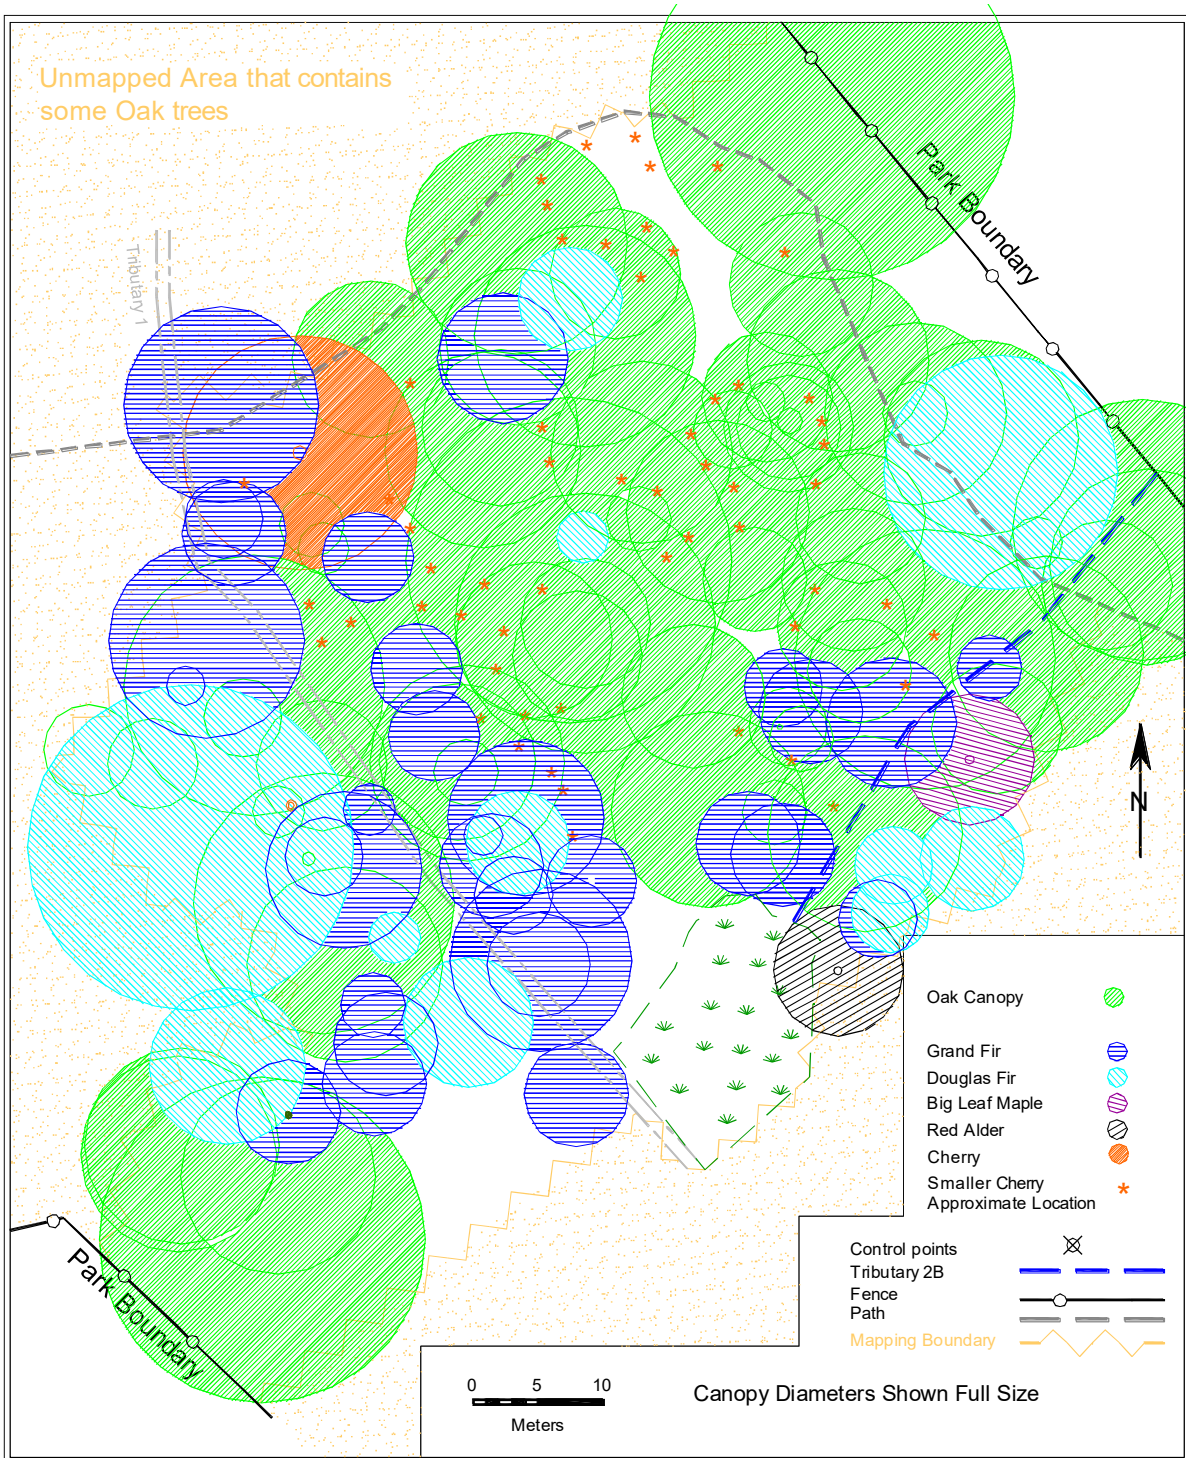 Unmapped Area that contains
some Oak trees
Park Boundary
Tributary 1
N
Oak Canopy
Grand Fir
Douglas Fir
Big Leaf Maple
Red Alder
Cherry
Smaller Cherry
Approximate Location
Control points
Tributary 2B
Fence
Path
Mapping Boundary
Park Boundary
0 5 10
Meters
Canopy Diameters Shown Full Size